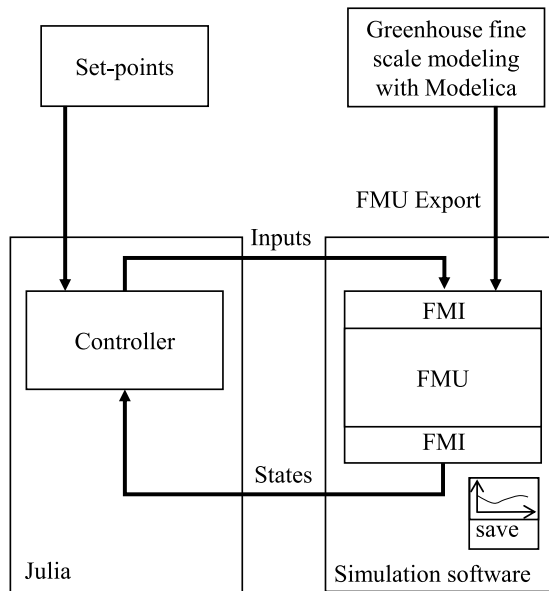 Set-points
Greenhouse fine
scale modeling
with Modelica
FMU Export
Inputs
Controller
FMI
FMU
FMI
States
save
Julia
Simulation software